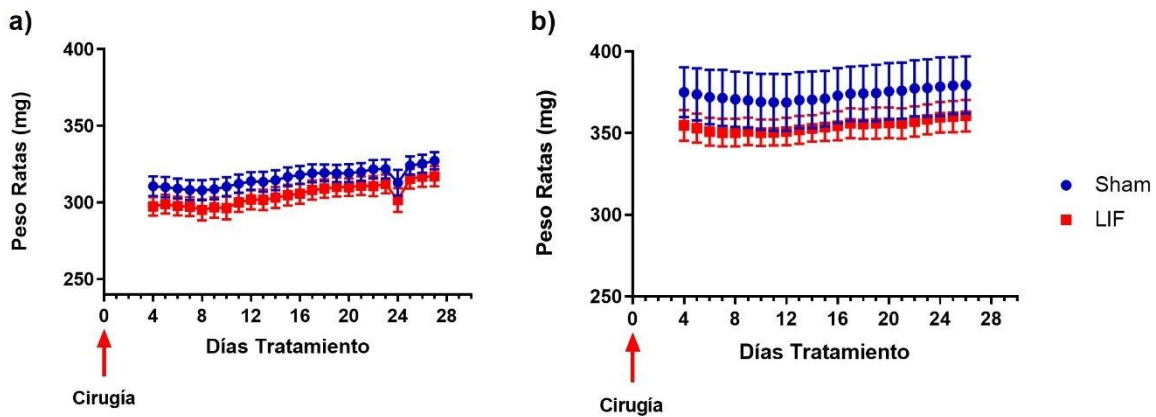 a)
400
350
300
250
Peso Ratas (mg)
0 4 8 12 16 20 24 28
Días Tratamiento
Cirugía
b)
400
350
300
250
Peso Ratas (mg)
0 4 8 12 16 20 24 28
Días Tratamiento
Cirugía
Sham
LIF